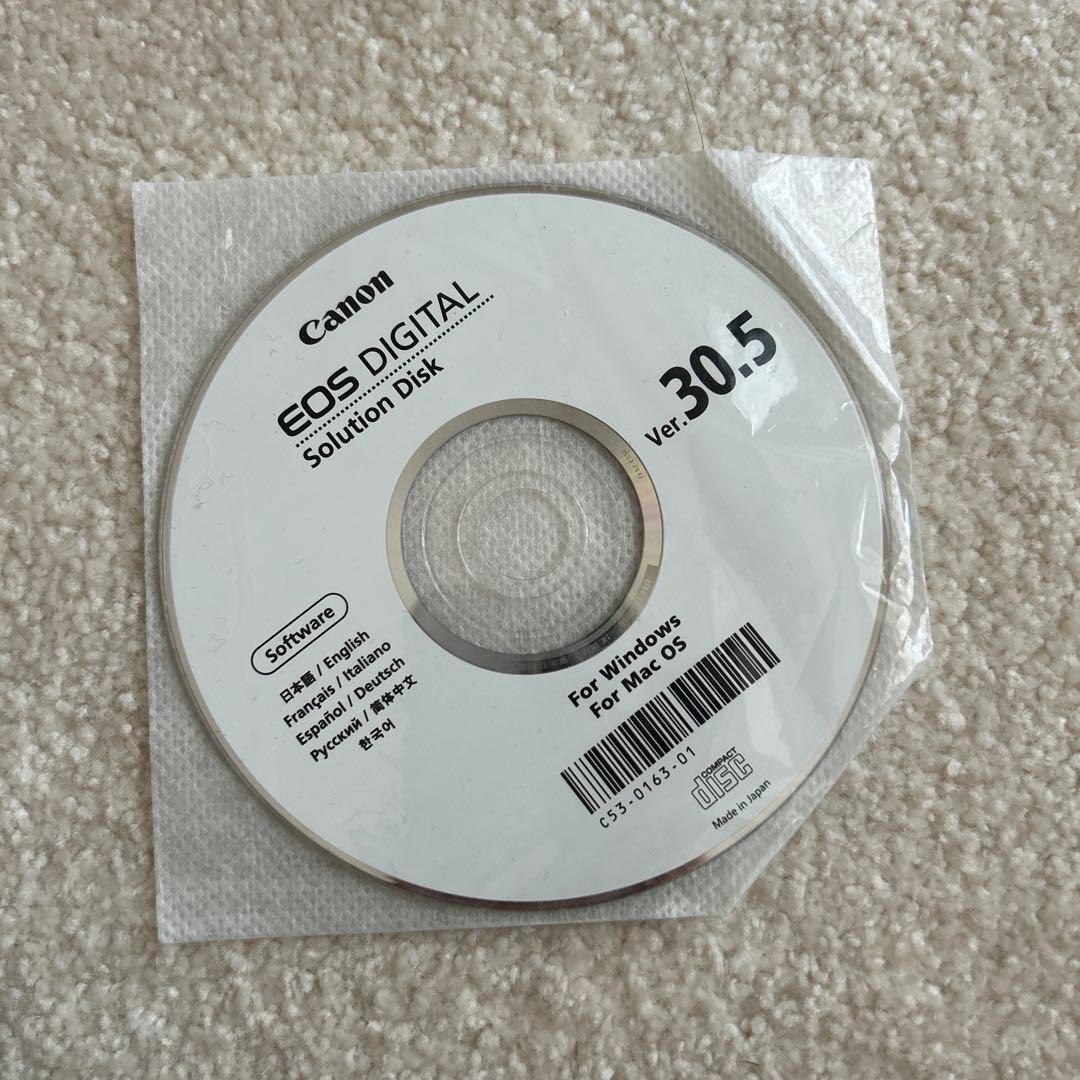 Canon
EOS DIGITAL
Solution Disk
Ver.30.5
Software
日本語 / English
Français / Italiano
Español / Deutsch
Русский / 简体中文
한국어
For Windows
For Mac OS
C53-0163-01
COMPACT
disc
Made in Japan